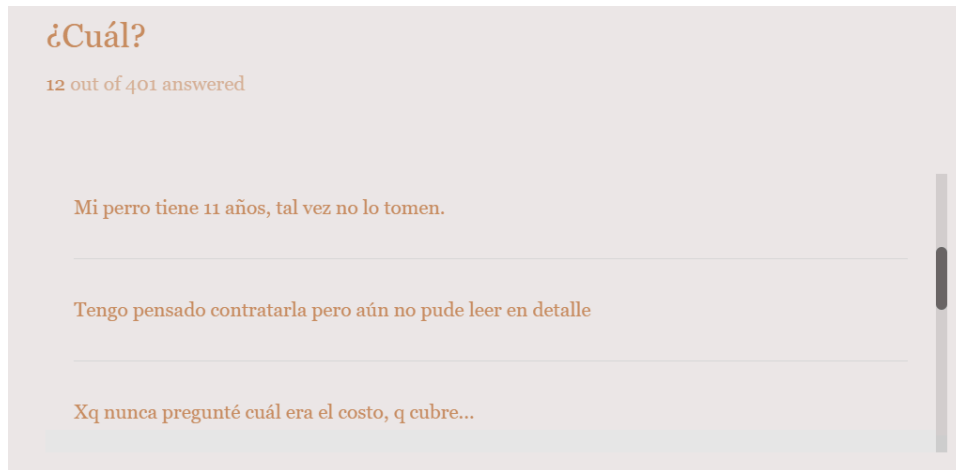 ¿Cuál?
12 out of 401 answered
Mi perro tiene 11 años, tal vez no lo tomen.
Tengo pensado contratarla pero aún no pude leer en detalle
Xq nunca pregunté cuál era el costo, q cubre...